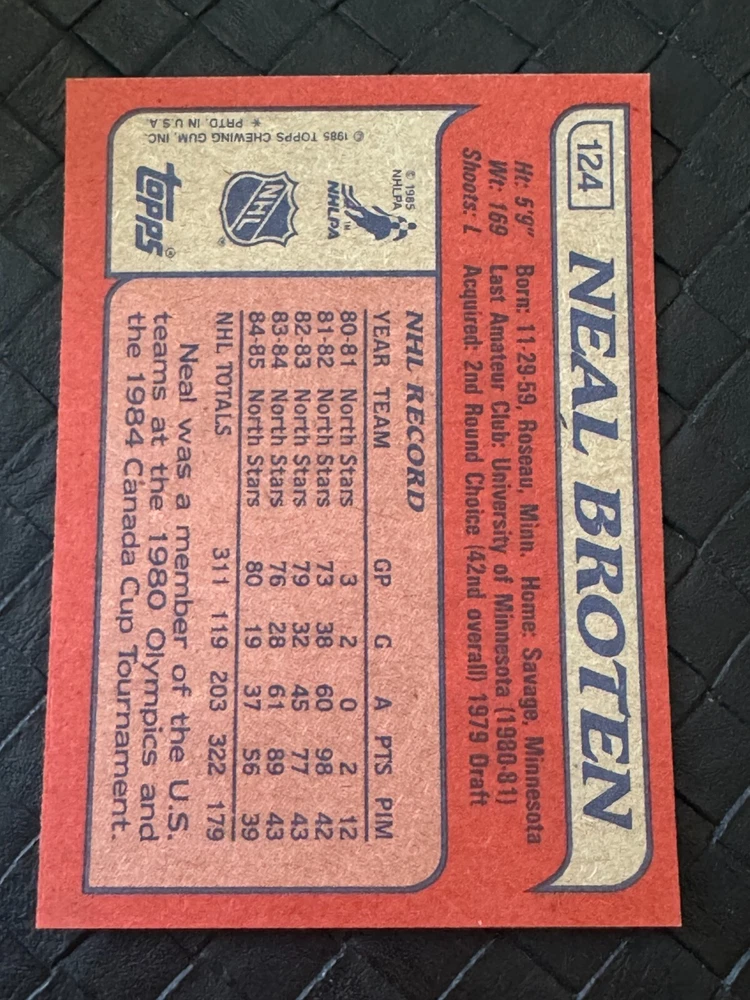 124
NEAL BROTEN
Ht: 5'9" Born: 11-29-59, Roseau, Minn. Home: Savage, Minnesota
Wt: 169 Last Amateur Club: University of Minnesota (1980-81)
Shoots: L Acquired: 2nd Round Choice (42nd overall) 1979 Draft
© 1985
NHLPA
NHLPA
TM
NHL
®
topps®
© 1985 TOPPS CHEWING GUM, INC.
* PRTD. IN U S A
NHL RECORD
YEAR TEAM GP G A PTS PIM
80-81 North Stars 3 2 0 2 12
81-82 North Stars 73 38 60 98 42
82-83 North Stars 79 32 45 77 43
83-84 North Stars 76 28 61 89 43
84-85 North Stars 80 19 37 56 39
NHL TOTALS 311 119 203 322 179
Neal was a member of the U.S.
teams at the 1980 Olympics and
the 1984 Canada Cup Tournament.